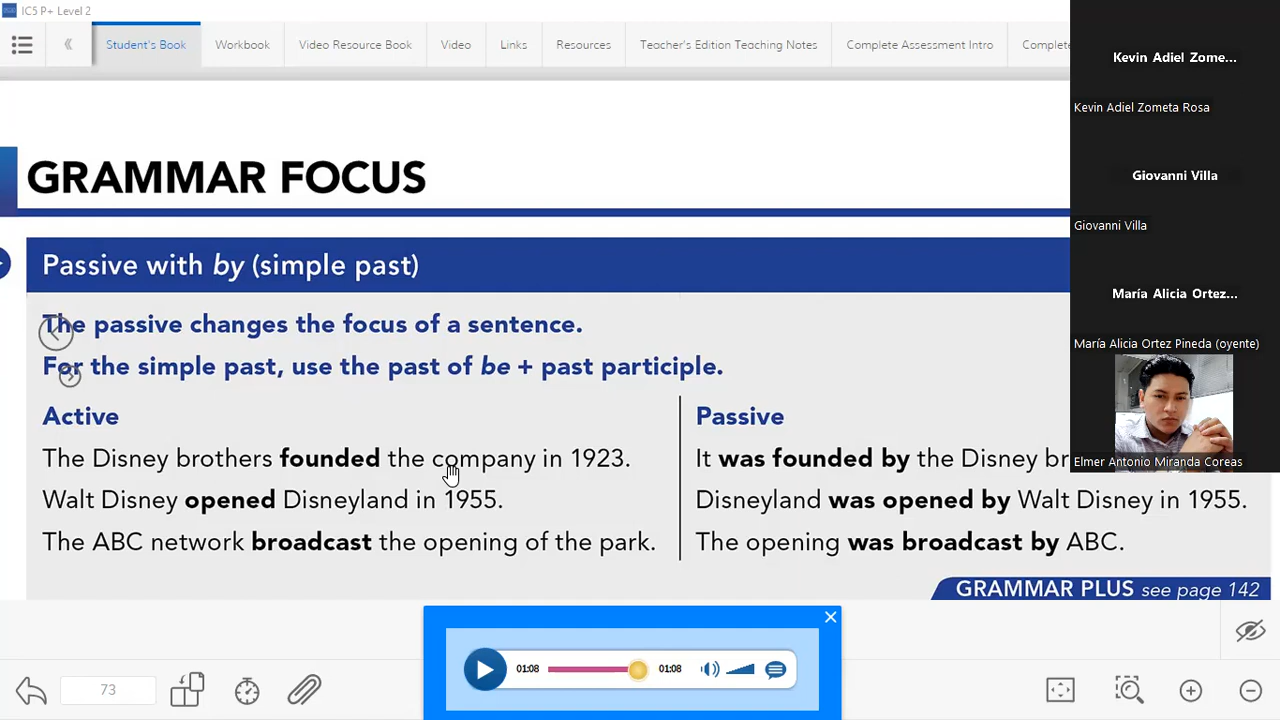 IC5 P+ Level 2
Student's Book Workbook Video Resource Book Video Links Resources Teacher's Edition Teaching Notes Complete Assessment Intro Complete
GRAMMAR FOCUS
Passive with by (simple past)
The passive changes the focus of a sentence.
For the simple past, use the past of be + past participle.
Active
The Disney brothers founded the company in 1923.
Walt Disney opened Disneyland in 1955.
The ABC network broadcast the opening of the park.
Passive
It was founded by the Disney br
Disneyland was opened by Walt Disney in 1955.
The opening was broadcast by ABC.
GRAMMAR PLUS see page 142
01:08 01:08
73
Kevin Adiel Zome...
Kevin Adiel Zometa Rosa
Giovanni Villa
Giovanni Villa
María Alicia Ortez...
María Alicia Ortez Pineda (oyente)
Elmer Antonio Miranda Coreas